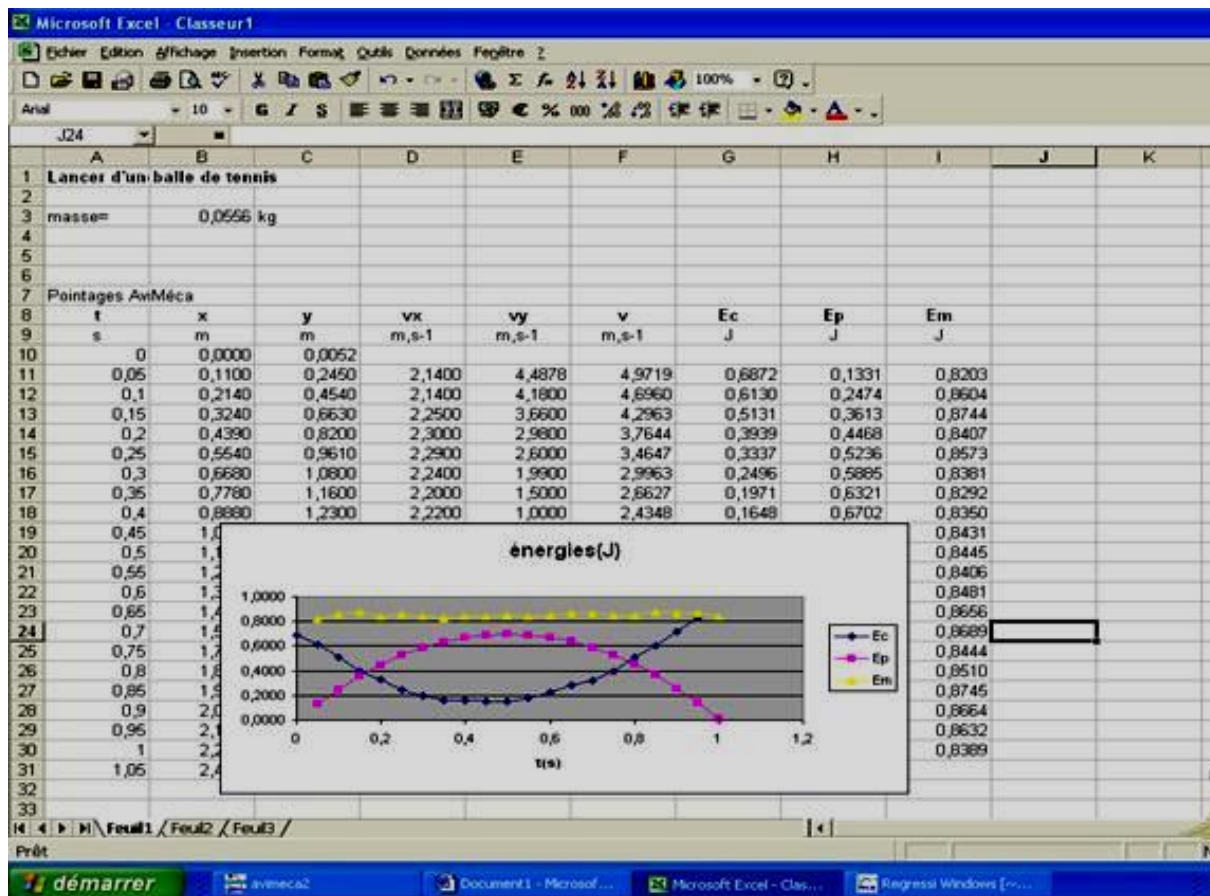 Microsoft Excel - Classeur1
Fichier Edition Affichage Insertion Format Outils Données Fenêtre ?
100%
Arial 10 G I S € % 000
J24 =
A B C D E F G H I J K
1 Lancer d'un balle de tennis
2
3 masse= 0,0556 kg
4
5
6
7 Pointages AviMéca
8 t x y vx vy v Ec Ep Em
9 s m m m,s-1 m,s-1 m,s-1 J J J
10 0 0,0000 0,0052
11 0,05 0,1100 0,2450 2,1400 4,4878 4,9719 0,6872 0,1331 0,8203
12 0,1 0,2140 0,4540 2,1400 4,1800 4,6960 0,6130 0,2474 0,8604
13 0,15 0,3240 0,6630 2,2500 3,6600 4,2963 0,5131 0,3613 0,8744
14 0,2 0,4390 0,8200 2,3000 2,9800 3,7644 0,3939 0,4468 0,8407
15 0,25 0,5540 0,9610 2,2900 2,6000 3,4647 0,3337 0,5236 0,8573
16 0,3 0,6680 1,0800 2,2400 1,9900 2,9963 0,2496 0,5885 0,8381
17 0,35 0,7780 1,1600 2,2000 1,5000 2,6627 0,1971 0,6321 0,8292
18 0,4 0,8880 1,2300 2,2200 1,0000 2,4348 0,1648 0,6702 0,8350
19 0,45 0,8431
20 0,5 0,8445
21 0,55 0,8406
22 0,6 0,8481
23 0,65 0,8656
24 0,7 0,8689
25 0,75 0,8444
26 0,8 0,8510
27 0,85 0,8745
28 0,9 0,8664
29 0,95 0,8632
30 1 0,8389
31 1,05
32
33
énergies(J)
1,0000
0,8000
0,6000
0,4000
0,2000
0,0000
0 0,2 0,4 0,6 0,8 1 1,2
t(s)
Ec
Ep
Em
Feuil1 / Feuil2 / Feuil3 /
Prêt
démarrer avimeca2 Document1 - Microsof... Microsoft Excel - Clas... Regressi Windows [~...